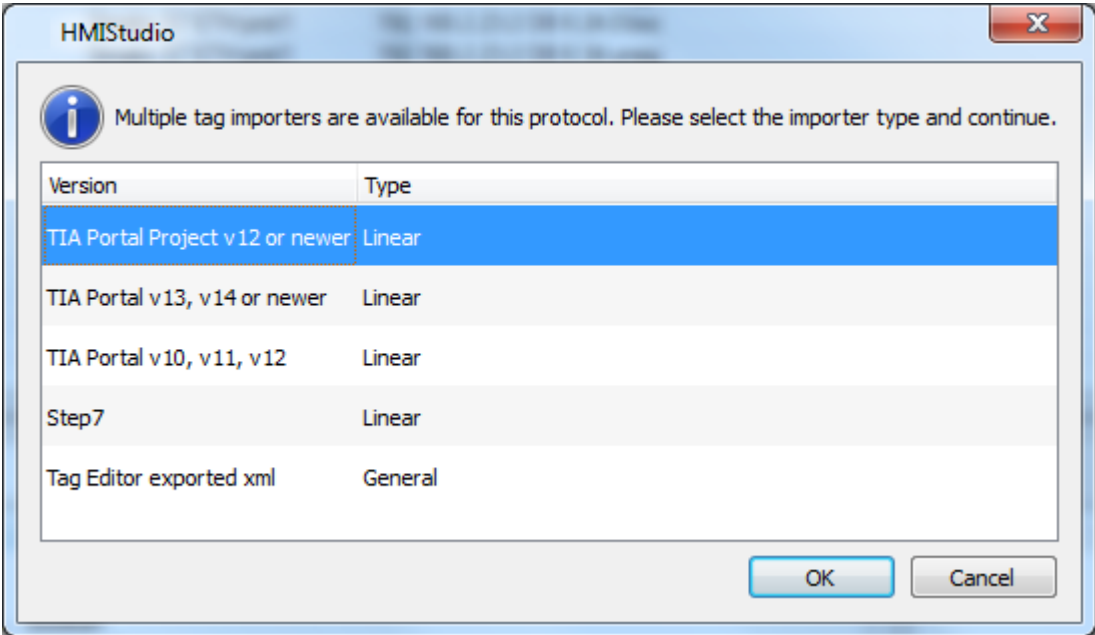 HMIStudio
Multiple tag importers are available for this protocol. Please select the importer type and continue.
Version Type
TIA Portal Project v12 or newer Linear
TIA Portal v13, v14 or newer Linear
TIA Portal v10, v11, v12 Linear
Step7 Linear
Tag Editor exported xml General
OK Cancel